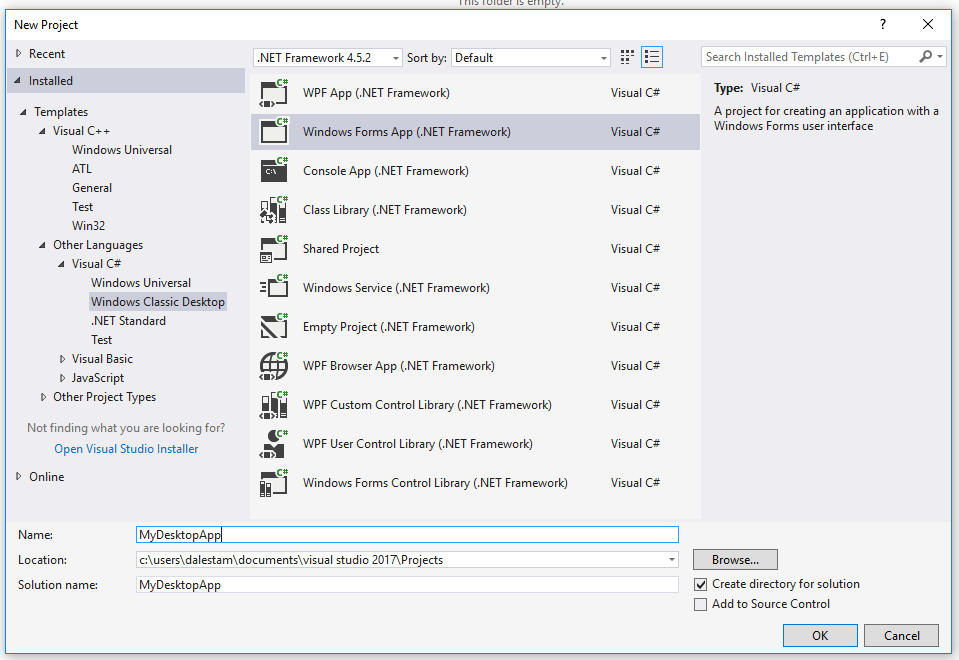 This folder is empty.
New Project
?
Recent
.NET Framework 4.5.2
Sort by:
Default
Search Installed Templates (Ctrl+E)
Installed
Templates
Visual C++
Windows Universal
ATL
General
Test
Win32
Other Languages
Visual C#
Windows Universal
Windows Classic Desktop
.NET Standard
Test
Visual Basic
JavaScript
Other Project Types
Not finding what you are looking for?
Open Visual Studio Installer
Online
C# WPF App (.NET Framework) Visual C#
C# Windows Forms App (.NET Framework) Visual C#
C:\ C# Console App (.NET Framework) Visual C#
C# Class Library (.NET Framework) Visual C#
C# Shared Project Visual C#
C# Windows Service (.NET Framework) Visual C#
C# Empty Project (.NET Framework) Visual C#
C# WPF Browser App (.NET Framework) Visual C#
C# WPF Custom Control Library (.NET Framework) Visual C#
C# WPF User Control Library (.NET Framework) Visual C#
C# Windows Forms Control Library (.NET Framework) Visual C#
Type: Visual C#
A project for creating an application with a
Windows Forms user interface
Name: MyDesktopApp
Location: c:\users\dalestam\documents\visual studio 2017\Projects
Browse...
Solution name: MyDesktopApp
Create directory for solution
Add to Source Control
OK
Cancel